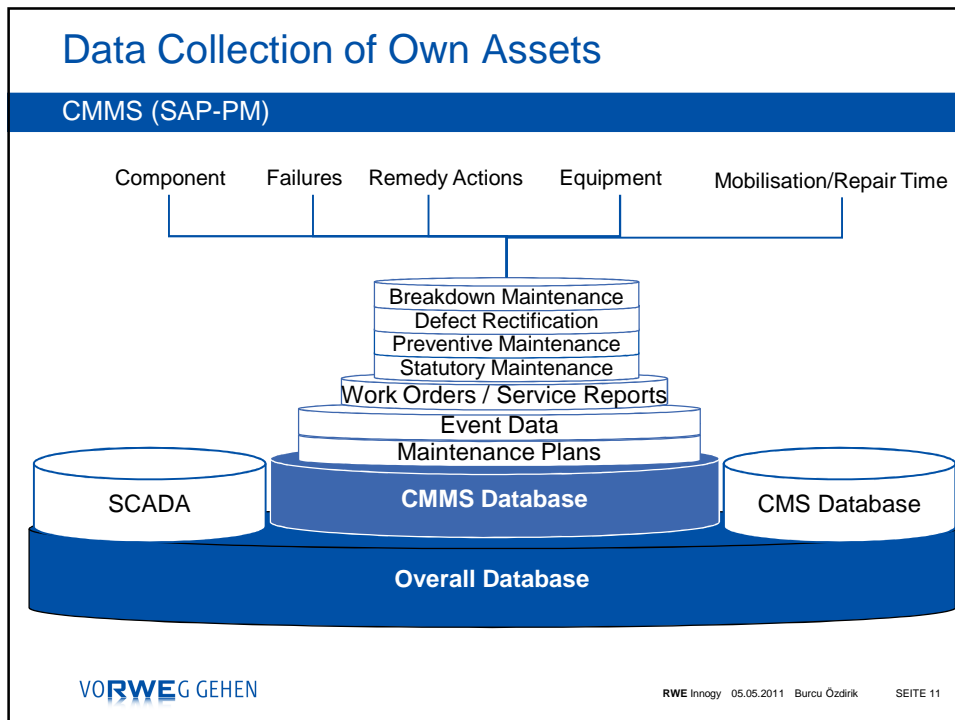 Data Collection of Own Assets
CMMS (SAP-PM)
Component Failures Remedy Actions Equipment Mobilisation/Repair Time
Breakdown Maintenance
Defect Rectification
Preventive Maintenance
Statutory Maintenance
Work Orders / Service Reports
Event Data
Maintenance Plans
SCADA CMMS Database CMS Database
Overall Database
VORWEG GEHEN RWE Innogy 05.05.2011 Burcu Özdirik SEITE 11